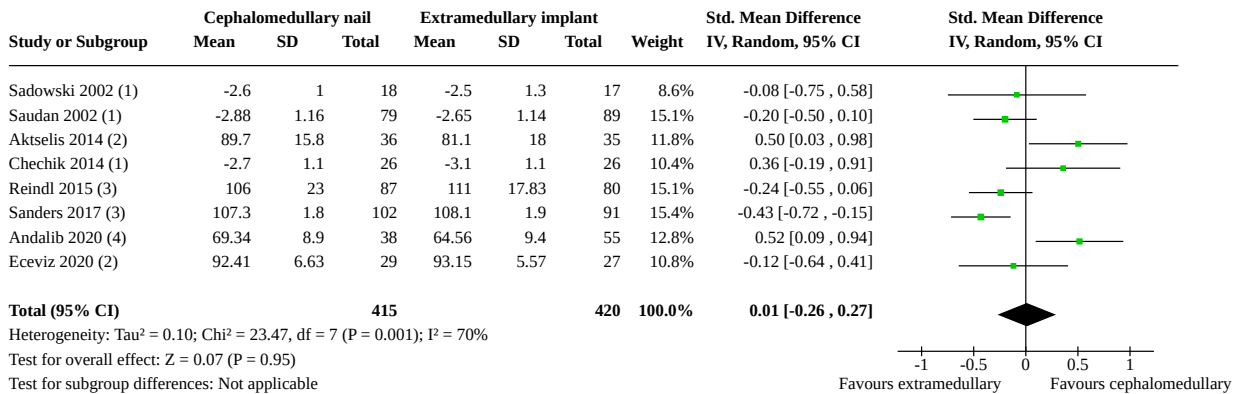 Cephalomedullary nail Extramedullary implant Std. Mean Difference Std. Mean Difference
Study or Subgroup Mean SD Total Mean SD Total Weight IV, Random, 95% CI IV, Random, 95% CI
Sadowski 2002 (1) -2.6 1 18 -2.5 1.3 17 8.6% -0.08 [-0.75 , 0.58]
Saudan 2002 (1) -2.88 1.16 79 -2.65 1.14 89 15.1% -0.20 [-0.50 , 0.10]
Aktselis 2014 (2) 89.7 15.8 36 81.1 18 35 11.8% 0.50 [0.03 , 0.98]
Chechik 2014 (1) -2.7 1.1 26 -3.1 1.1 26 10.4% 0.36 [-0.19 , 0.91]
Reindl 2015 (3) 106 23 87 111 17.83 80 15.1% -0.24 [-0.55 , 0.06]
Sanders 2017 (3) 107.3 1.8 102 108.1 1.9 91 15.4% -0.43 [-0.72 , -0.15]
Andalib 2020 (4) 69.34 8.9 38 64.56 9.4 55 12.8% 0.52 [0.09 , 0.94]
Eceviz 2020 (2) 92.41 6.63 29 93.15 5.57 27 10.8% -0.12 [-0.64 , 0.41]
Total (95% CI) 415 420 100.0% 0.01 [-0.26 , 0.27]
Heterogeneity: Tau² = 0.10; Chi² = 23.47, df = 7 (P = 0.001); I² = 70%
Test for overall effect: Z = 0.07 (P = 0.95)
-1 -0.5 0 0.5 1
Test for subgroup differences: Not applicable
Favours extramedullary Favours cephalomedullary